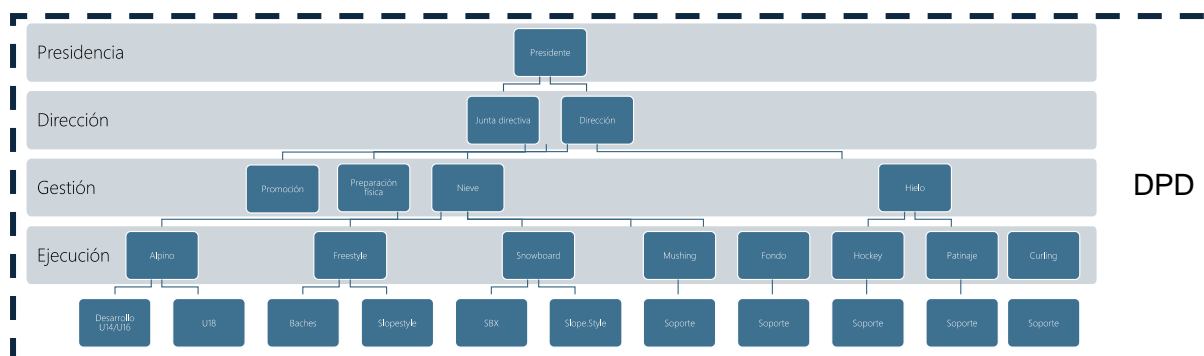 Presidencia
Presidente
Dirección
Junta directiva
Dirección
Gestión
Promoción
Preparación
física
Nieve
Hielo
DPD
Ejecución
Alpino
Freestyle
Snowboard
Mushing
Fondo
Hockey
Patinaje
Curling
Desarrollo
U14/U16
U18
Baches
Slopestyle
SBX
Slope.Style
Soporte
Soporte
Soporte
Soporte
Soporte